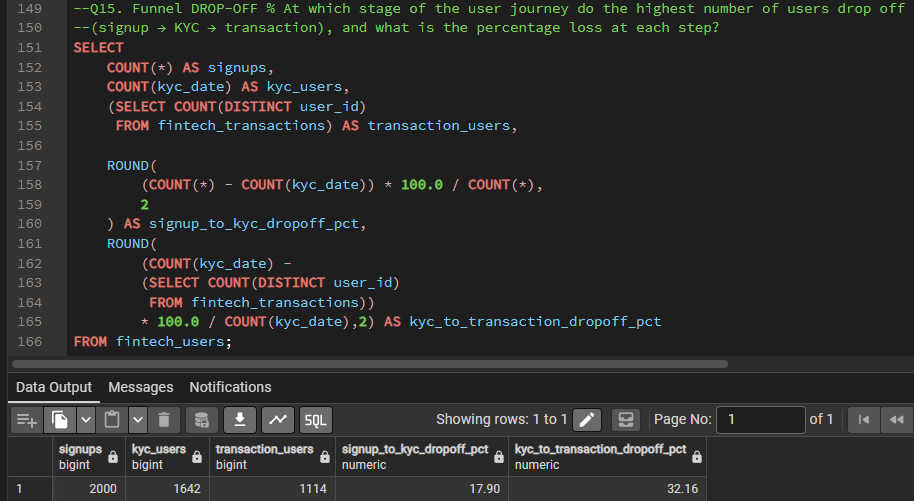 149 --Q15. Funnel DROP-OFF % At which stage of the user journey do the highest number of users drop off
150 --(signup → KYC → transaction), and what is the percentage loss at each step?
151 SELECT
152 COUNT(*) AS signups,
153 COUNT(kyc_date) AS kyc_users,
154 (SELECT COUNT(DISTINCT user_id)
155 FROM fintech_transactions) AS transaction_users,
156
157 ROUND(
158 (COUNT(*) - COUNT(kyc_date)) * 100.0 / COUNT(*),
159 2
160 ) AS signup_to_kyc_dropoff_pct,
161 ROUND(
162 (COUNT(kyc_date) -
163 (SELECT COUNT(DISTINCT user_id)
164 FROM fintech_transactions))
165 * 100.0 / COUNT(kyc_date),2) AS kyc_to_transaction_dropoff_pct
166 FROM fintech_users;
Data Output Messages Notifications
SQL Showing rows: 1 to 1 Page No: 1 of 1
signups kyc_users transaction_users signup_to_kyc_dropoff_pct kyc_to_transaction_dropoff_pct
bigint bigint bigint numeric numeric
1 2000 1642 1114 17.90 32.16